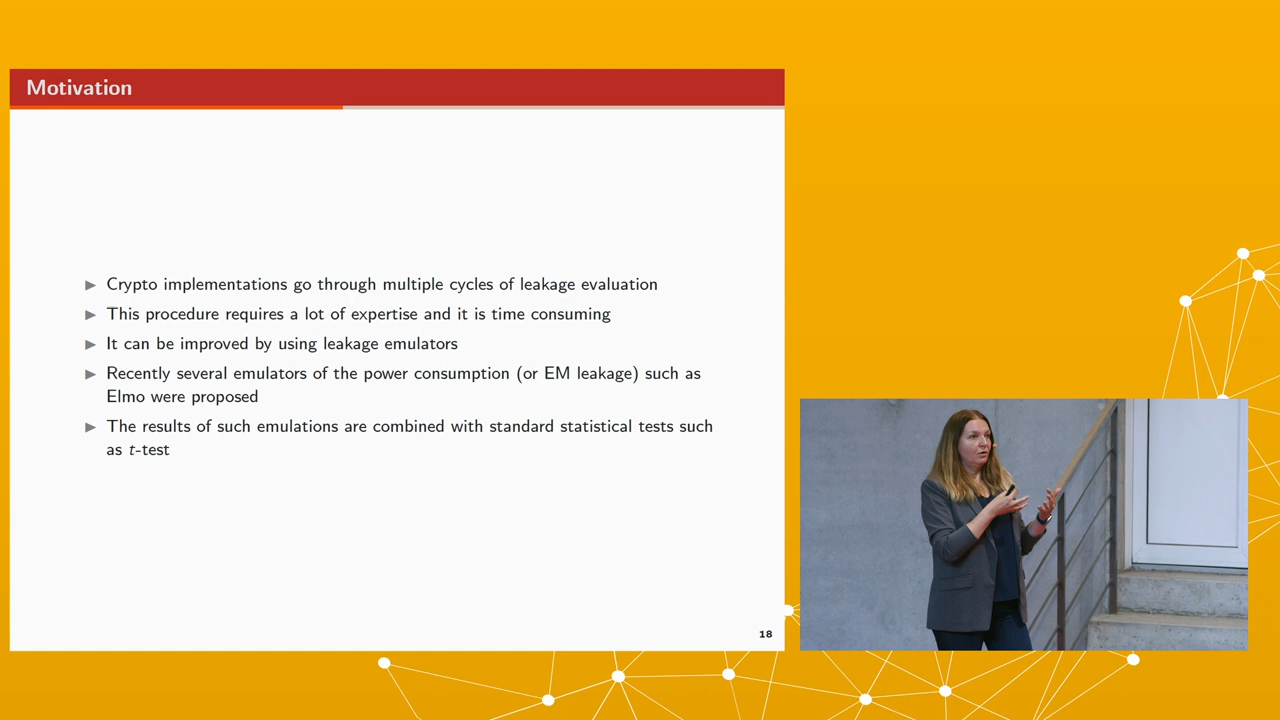 Motivation
▶ Crypto implementations go through multiple cycles of leakage evaluation
▶ This procedure requires a lot of expertise and it is time consuming
▶ It can be improved by using leakage emulators
▶ Recently several emulators of the power consumption (or EM leakage) such as
Elmo were proposed
▶ The results of such emulations are combined with standard statistical tests such
as t-test
18